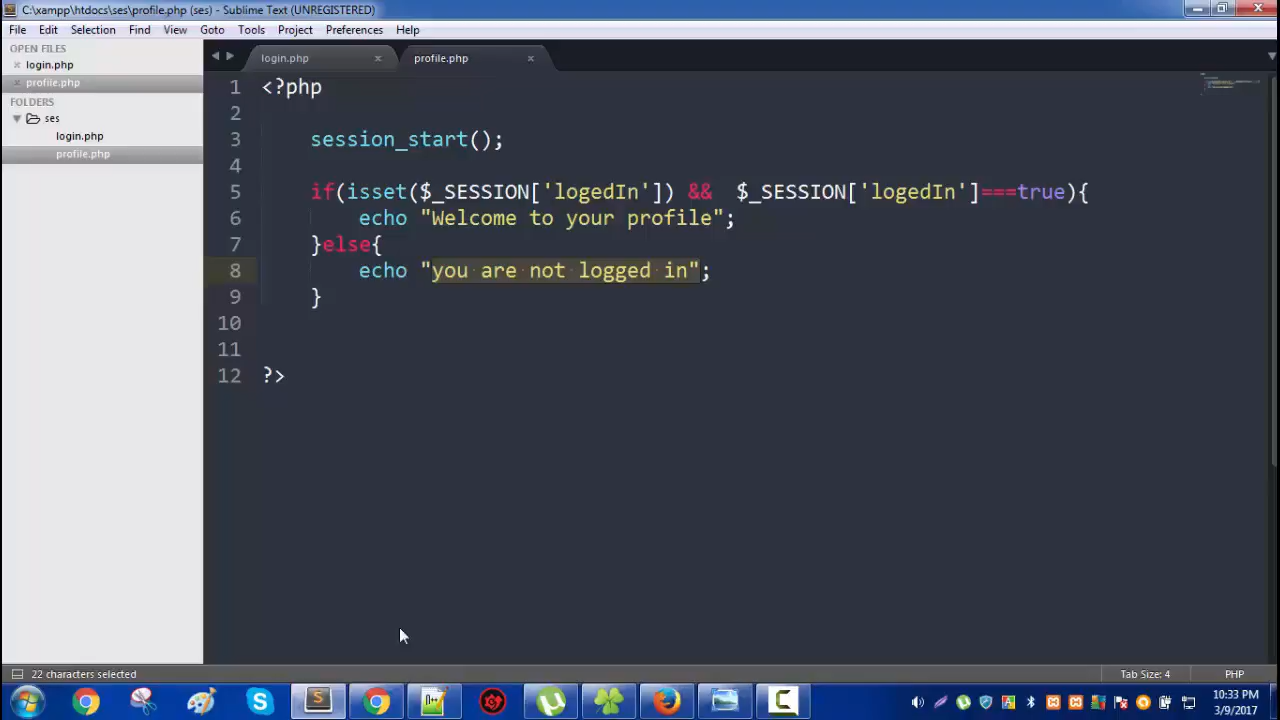 C:\xampp\htdocs\ses\profile.php (ses) - Sublime Text (UNREGISTERED)
File Edit Selection Find View Goto Tools Project Preferences Help
OPEN FILES
login.php
profile.php
FOLDERS
ses
login.php
profile.php
login.php profile.php
1 <?php
2
3 session_start();
4
5 if(isset($_SESSION['logedIn']) &&  $_SESSION['logedIn']===true){
6 echo "Welcome to your profile";
7 }else{
8 echo "you are not logged in";
9 }
10
11
12 ?>
22 characters selected Tab Size: 4 PHP
10:33 PM
3/9/2017